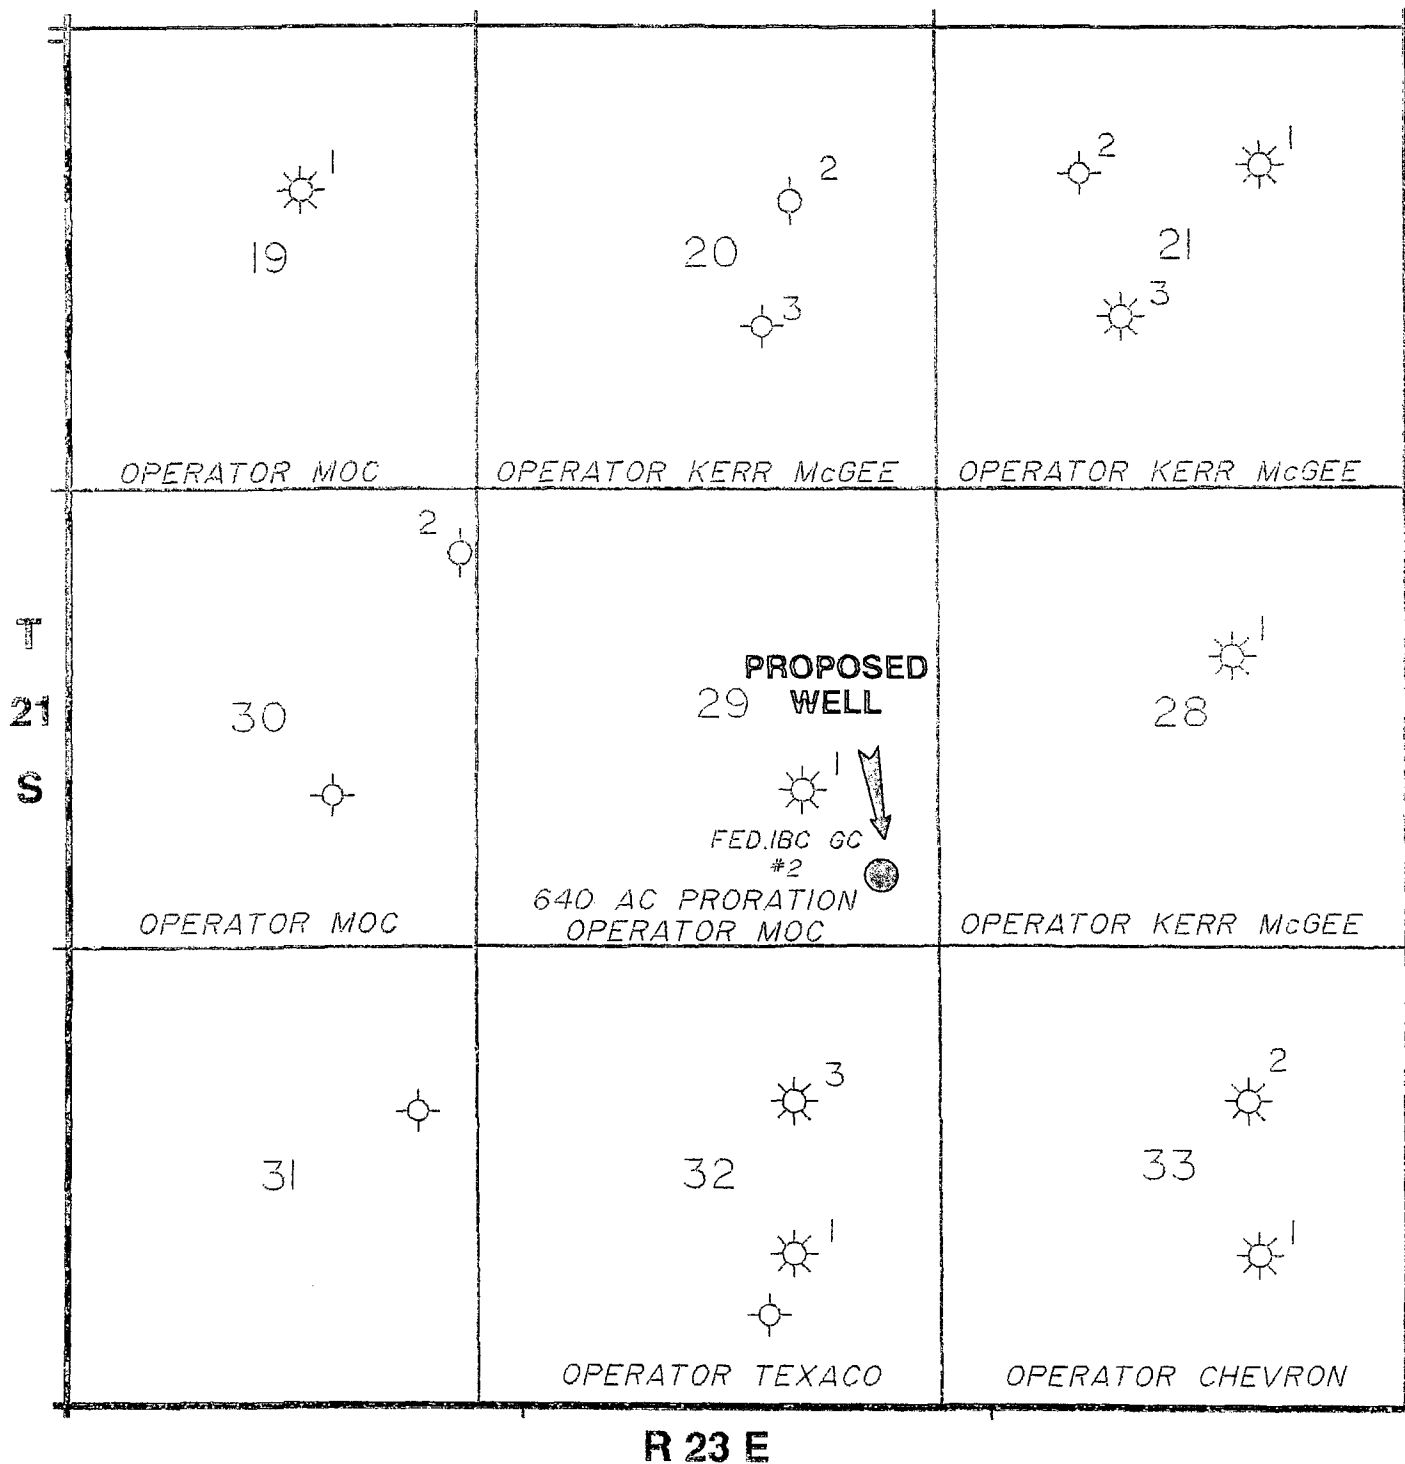 1
2
2
1
19
20
21
3
3
OPERATOR MOC
OPERATOR KERR McGEE
OPERATOR KERR McGEE
2
T
21
S
30
29
PROPOSED
WELL
1
28
1
FED.IBC GC
#2
640 AC PRORATION
OPERATOR MOC
OPERATOR MOC
OPERATOR KERR McGEE
3
2
31
32
33
1
1
OPERATOR TEXACO
OPERATOR CHEVRON
R 23 E